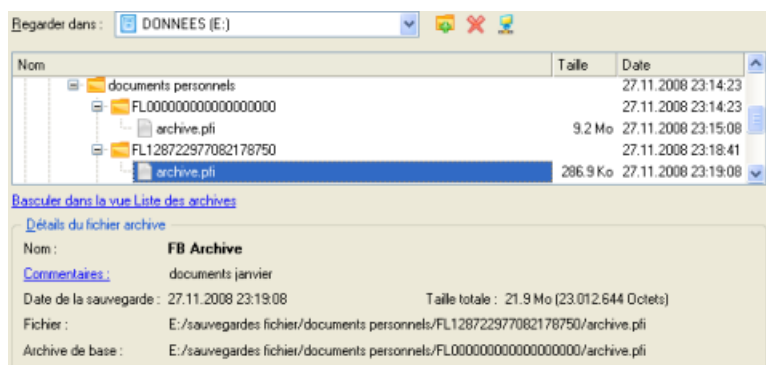 Regarder dans : DONNEES (E:)
Nom Taille Date
documents personnels 27.11.2008 23:14:23
FL000000000000000000 27.11.2008 23:14:23
archive.pfi 9.2 Mo 27.11.2008 23:15:08
FL128722977082178750 27.11.2008 23:18:41
archive.pfi 286.9 Ko 27.11.2008 23:19:08
Basculer dans la vue Liste des archives
Détails du fichier archive
Nom : FB Archive
Commentaires : documents janvier
Date de la sauvegarde : 27.11.2008 23:19:08 Taille totale : 21.9 Mo (23.012.644 Octets)
Fichier : E:/sauvegardes fichier/documents personnels/FL128722977082178750/archive.pfi
Archive de base : E:/sauvegardes fichier/documents personnels/FL000000000000000000/archive.pfi